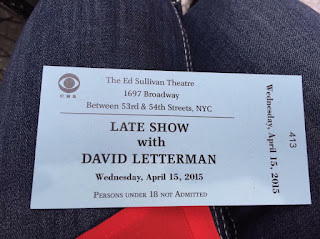 The Ed Sullivan Theatre
1697 Broadway
Between 53rd & 54th Streets, NYC
CBS
LATE SHOW
with
DAVID LETTERMAN
Wednesday, April 15, 2015
PERSONS UNDER 18 NOT ADMITTED
Wednesday, April 15, 2015
413